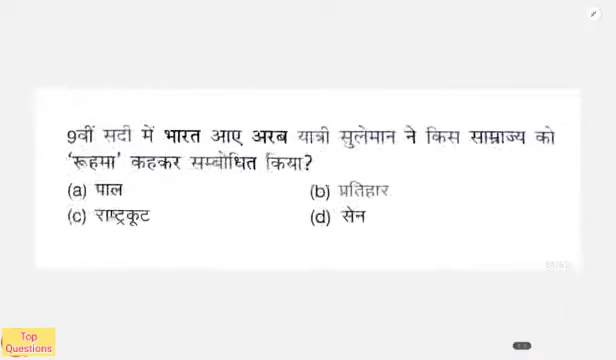 9वीं सदी में भारत आए अरब यात्री सुलेमान ने किस साम्राज्य को
'रूहमा' कहकर सम्बोधित किया?
(a) पाल (b) प्रतिहार
(c) राष्ट्रकूट (d) सेन
Top
Questions